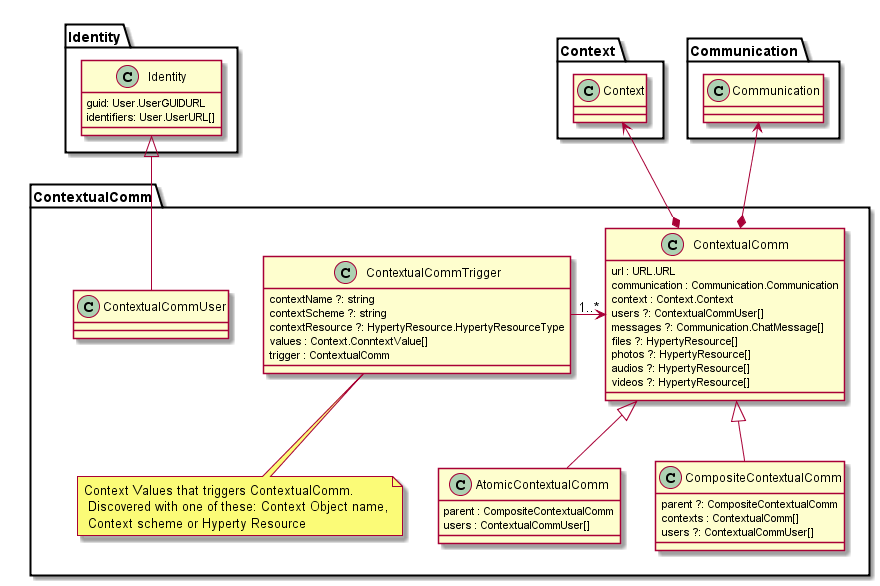 Identity
C Identity
guid: User.UserGUIDURL
identifiers: User.UserURL[]
Context
C Context
Communication
C Communication
ContextualComm
C ContextualCommUser
C ContextualCommTrigger
contextName ?: string
contextScheme ?: string
contextResource ?: HypertyResource.HypertyResourceType
values : Context.ConntextValue[]
trigger : ContextualComm
1..*
C ContextualComm
url : URL.URL
communication : Communication.Communication
context : Context.Context
users ?: ContextualCommUser[]
messages ?: Communication.ChatMessage[]
files ?: HypertyResource[]
photos ?: HypertyResource[]
audios ?: HypertyResource[]
videos ?: HypertyResource[]
Context Values that triggers ContextualComm.
Discovered with one of these: Context Object name,
Context scheme or Hyperty Resource
C AtomicContextualComm
parent : CompositeContextualComm
users : ContextualCommUser[]
C CompositeContextualComm
parent ?: CompositeContextualComm
contexts : ContextualComm[]
users ?: ContextualCommUser[]